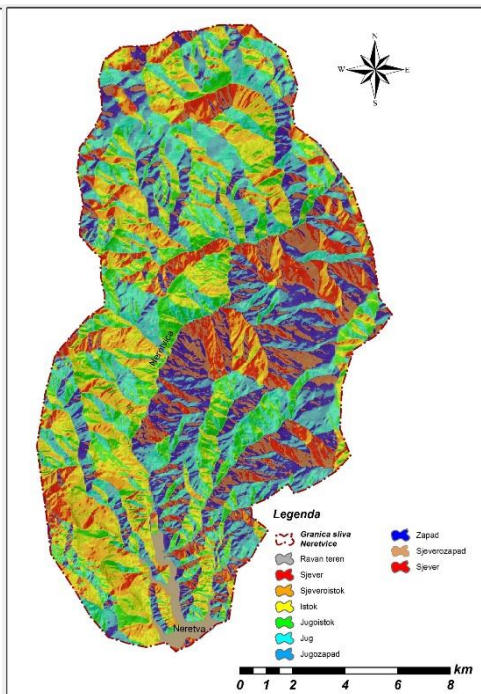 N
W E
S
Neretvica
Neretva
Legenda
Granica sliva
Neretvice
Ravan teren
Sjever
Sjeveroistok
Istok
Jugoistok
Jug
Jugozapad
Zapad
Sjeverozapad
Sjever
km
0 1 2 4 6 8